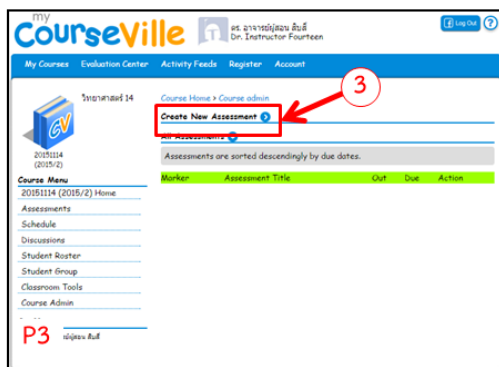 my
CourseVille
ดร. อาจารย์ผู้สอน สิบสี่
Dr. Instructor Fourteen
Log Out
?
My Courses Evaluation Center Activity Feeds Register Account
3
วิทยาศาสตร์ 14
Course Home > Course admin
Create New Assessment
CV
All Assessments
20151114
(2015/2)
Assessments are sorted descendingly by due dates.
Course Menu
Marker Assessment Title Out Due Action
20151114 (2015/2) Home
Assessments
Schedule
Discussions
Student Roster
Student Group
Classroom Tools
Course Admin
P3
สิบสี่